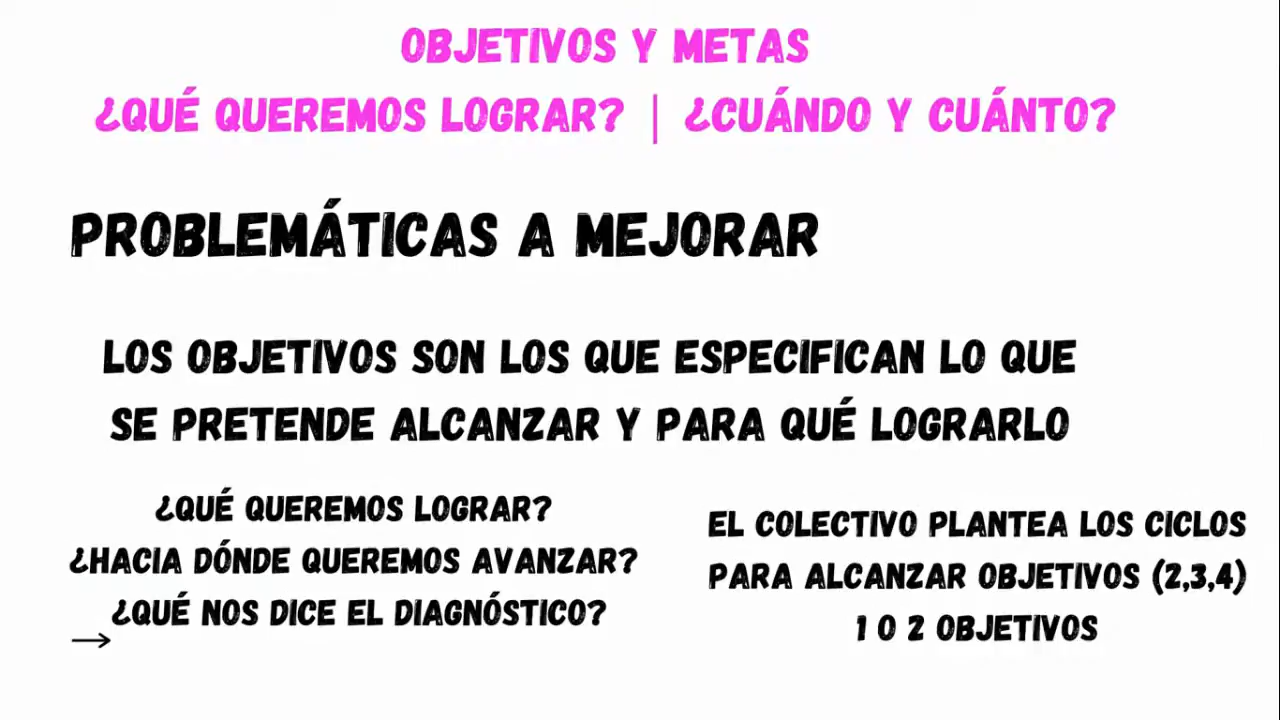 OBJETIVOS Y METAS
¿QUÉ QUEREMOS LOGRAR? | ¿CUÁNDO Y CUÁNTO?
PROBLEMÁTICAS A MEJORAR
LOS OBJETIVOS SON LOS QUE ESPECIFICAN LO QUE
SE PRETENDE ALCANZAR Y PARA QUÉ LOGRARLO
¿QUÉ QUEREMOS LOGRAR?
¿HACIA DÓNDE QUEREMOS AVANZAR?
¿QUÉ NOS DICE EL DIAGNÓSTICO?
EL COLECTIVO PLANTEA LOS CICLOS
PARA ALCANZAR OBJETIVOS (2,3,4)
1 O 2 OBJETIVOS